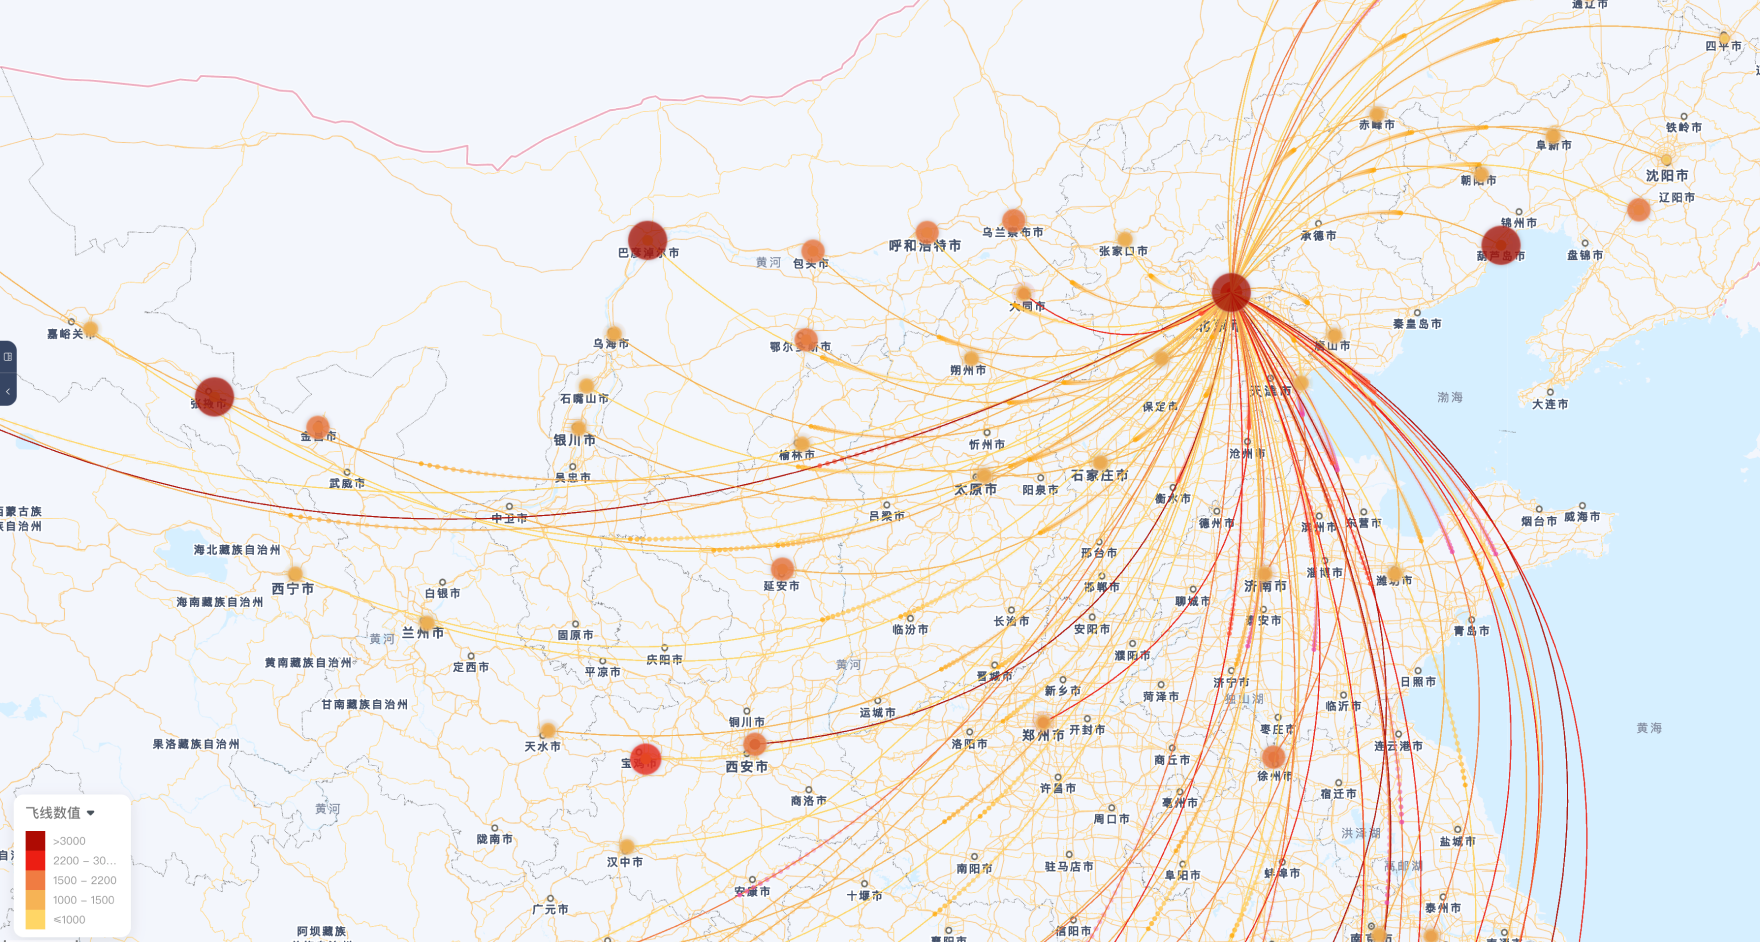 通辽市
四平市
赤峰市
铁岭市
阜新市
沈阳市
朝阳市
辽阳市
锦州市
乌兰察布市
承德市
呼和浩特市
张家口市
巴彦淖尔市
葫芦岛市
盘锦市
黄河
包头市
大同市
秦皇岛市
嘉峪关市
乌海市
鄂尔多斯市
唐山市
朔州市
天津市
石嘴山市
渤海
大连市
保定市
金昌市
银川市
忻州市
榆林市
沧州市
武威市
吴忠市
石家庄市
太原市
阳泉市
衡水市
中卫市
吕梁市
德州市
滨州市
东营市
烟台市
威海市
海北藏族自治州
邢台市
西宁市
延安市
邯郸市
济南市
淄博市
潍坊市
白银市
海南藏族自治州
聊城市
长治市
泰安市
临汾市
安阳市
青岛市
兰州市
黄河
固原市
濮阳市
黄南藏族自治州
定西市
平凉市
庆阳市
黄河
晋城市
济宁市
日照市
新乡市
菏泽市
独山湖
甘南藏族自治州
临沂市
运城市
铜川市
开封市
枣庄市
黄海
郑州市
果洛藏族自治州
天水市
洛阳市
连云港市
西安市
商丘市
徐州市
许昌市
宿迁市
商洛市
亳州市
黄河
周口市
飞线数值
>3000
2200 - 30...
1500 - 2200
1000 - 1500
≤1000
陇南市
洪泽湖
盐城市
汉中市
南阳市
驻马店市
高邮湖
安康市
十堰市
阜阳市
蚌埠市
广元市
泰州市
阿坝藏族
信阳市